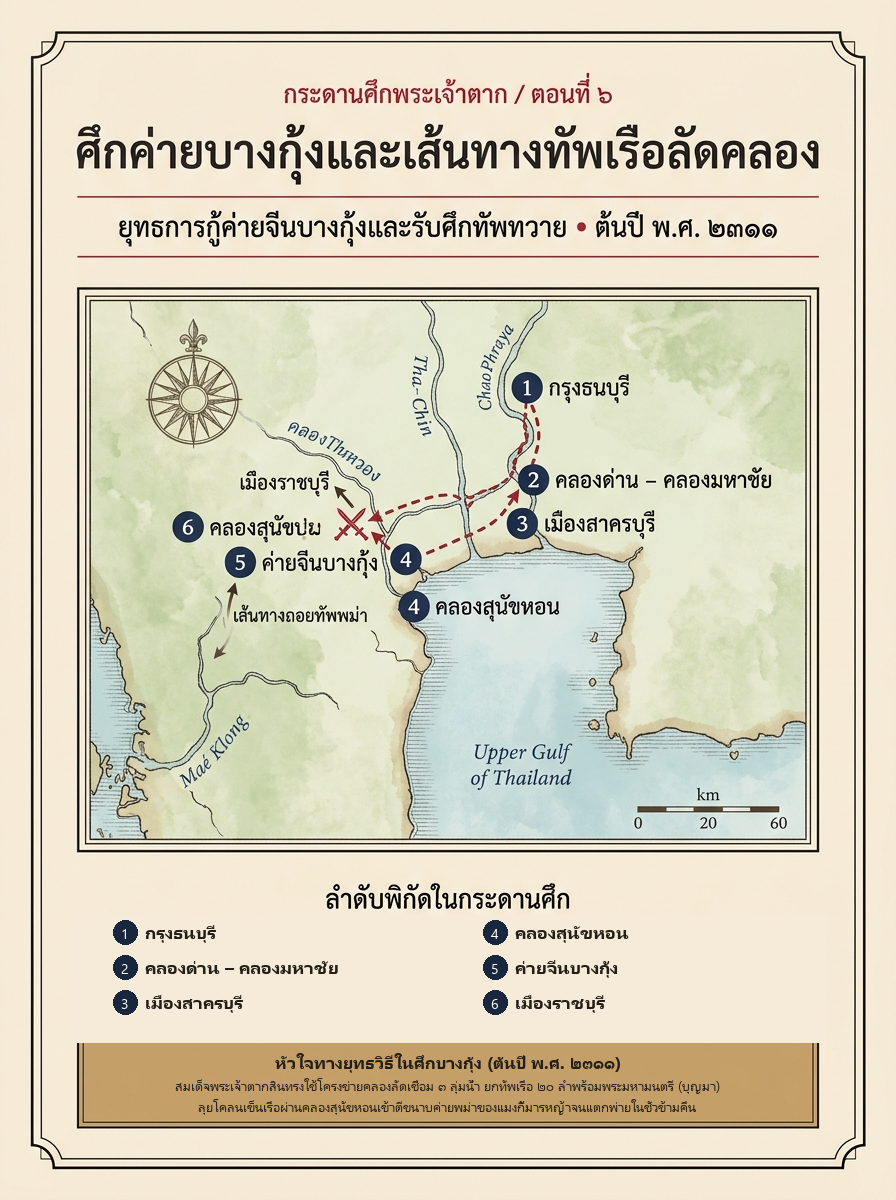 กระดานศึกพระเจ้าตาก / ตอนที่ ๖
ศึกค่ายบางกุ้งและเส้นทางทัพเรือลัดคลอง
ยุทธการกู้ค่ายจีนบางกุ้งและรับศึกทัพทวาย • ต้นปี พ.ศ. ๒๓๑๑
Chao Phraya
Tha-Chin
1 กรุงธนบุรี
เมืองราชบุรี
2 คลองด่าน – คลองมหาชัย
6
3 เมืองสาครบุรี
5 ค่ายจีนบางกุ้ง
4
4 คลองสุนัขหอน
เส้นทางถอยทัพพม่า
Maé Klong
Upper Gulf
of Thailand
km
0 20 60
ลำดับพิกัดในกระดานศึก
1 กรุงธนบุรี
2 คลองด่าน – คลองมหาชัย
3 เมืองสาครบุรี
4 คลองสุนัขหอน
5 ค่ายจีนบางกุ้ง
6 เมืองราชบุรี
หัวใจทางยุทธวิธีในศึกบางกุ้ง (ต้นปี พ.ศ. ๒๓๑๑)
สมเด็จพระเจ้าตากสินทรงใช้โครงข่ายคลองลัดเชื่อม ๓ ลุ่มน้ำ ยกทัพเรือ ๒๐ ลำพร้อมพระมหามนตรี (บุญมา)
ลุยโคลนเข็นเรือผ่านคลองสุนัขหอนเข้าตีขนาบค่ายพม่าของแมงกี้มารหญ้าจนแตกพ่ายในชั่วข้ามคืน